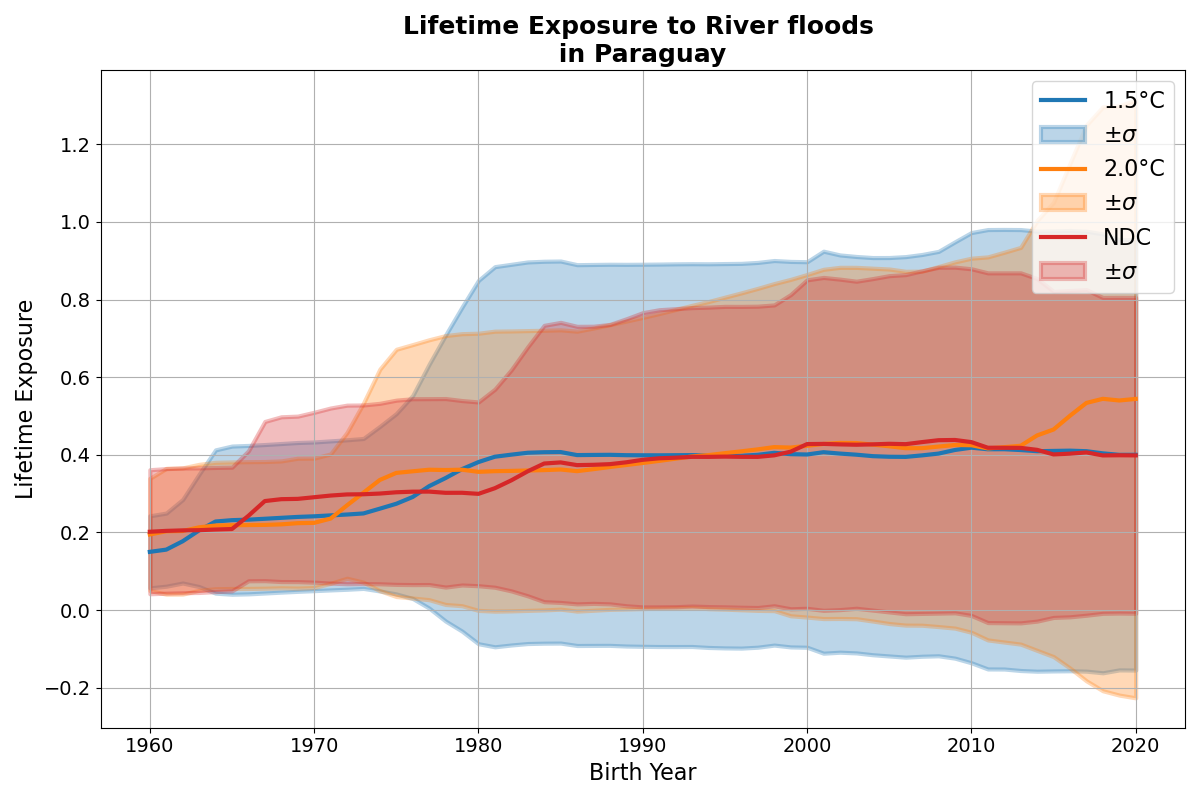 Lifetime Exposure to River floods
in Paraguay
1.5°C
±σ
2.0°C
±σ
NDC
±σ
Lifetime Exposure
1.2
1.0
0.8
0.6
0.4
0.2
0.0
−0.2
1960 1970 1980 1990 2000 2010 2020
Birth Year